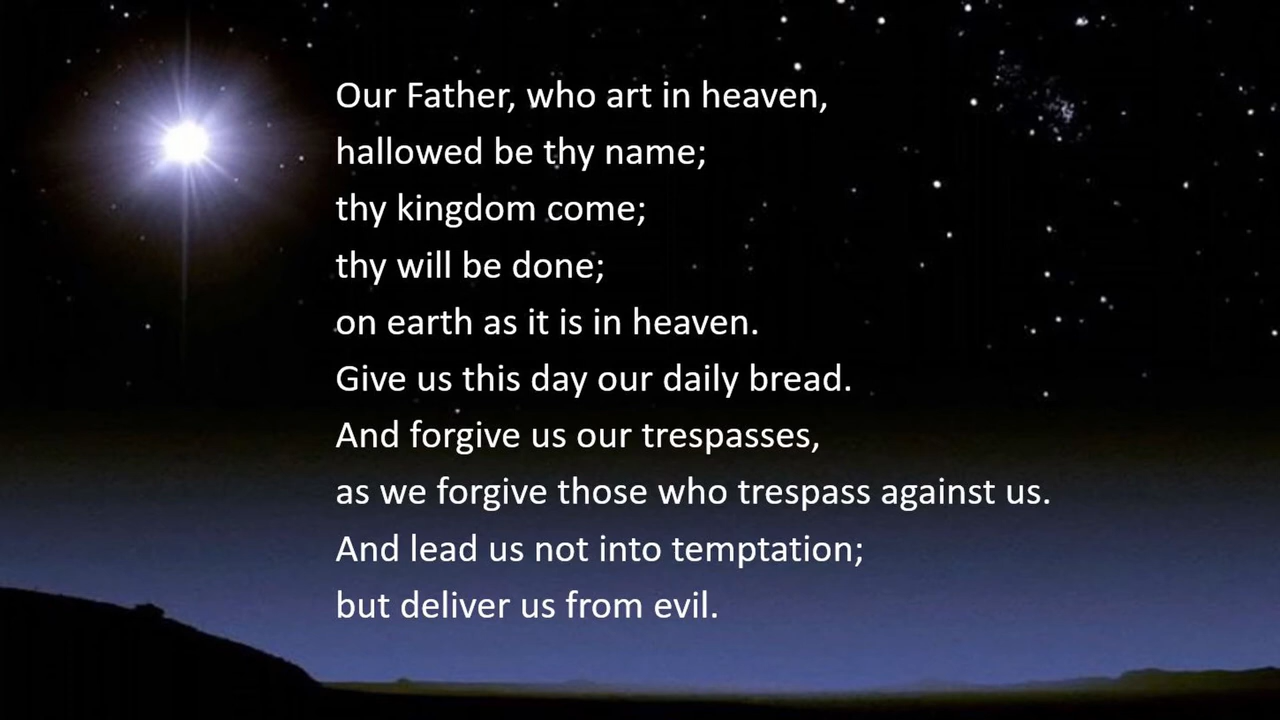 Our Father, who art in heaven,
hallowed be thy name;
thy kingdom come;
thy will be done;
on earth as it is in heaven.
Give us this day our daily bread.
And forgive us our trespasses,
as we forgive those who trespass against us.
And lead us not into temptation;
but deliver us from evil.